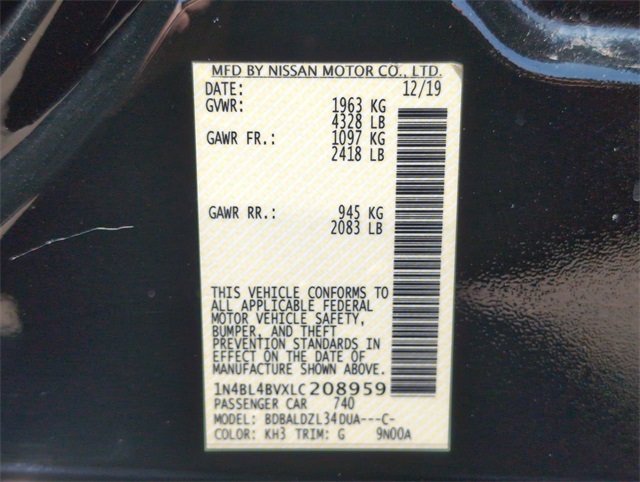 MFD BY NISSAN MOTOR CO., LTD.
DATE: 12/19
GVWR: 1963 KG
4328 LB
GAWR FR.: 1097 KG
2418 LB
GAWR RR.: 945 KG
2083 LB
THIS VEHICLE CONFORMS TO
ALL APPLICABLE FEDERAL
MOTOR VEHICLE SAFETY,
BUMPER, AND THEFT
PREVENTION STANDARDS IN
EFFECT ON THE DATE OF
MANUFACTURE SHOWN ABOVE.
1N4BL4BVXLC208959
PASSENGER CAR 740
MODEL: BDBALDZL34DUA---C-
COLOR: KH3 TRIM: G 9N00A